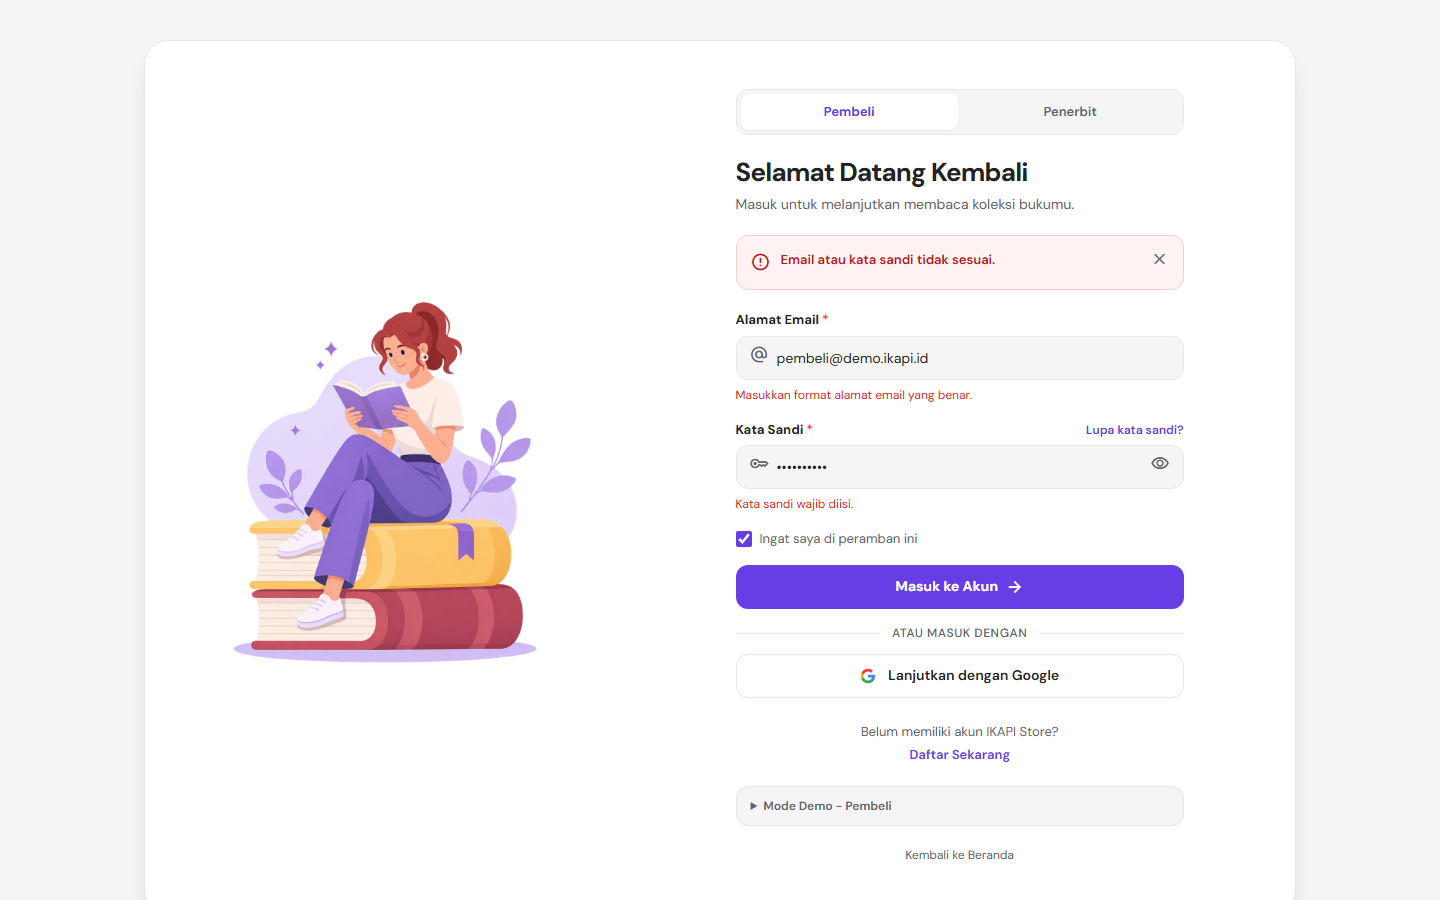 Pembeli
Penerbit
Selamat Datang Kembali
Masuk untuk melanjutkan membaca koleksi bukumu.
Email atau kata sandi tidak sesuai.
Alamat Email *
pembeli@demo.ikapi.id
Masukkan format alamat email yang benar.
Kata Sandi *
Lupa kata sandi?
••••••••••
Kata sandi wajib diisi.
Ingat saya di peramban ini
Masuk ke Akun →
ATAU MASUK DENGAN
Lanjutkan dengan Google
Belum memiliki akun IKAPI Store?
Daftar Sekarang
Mode Demo - Pembeli
Kembali ke Beranda